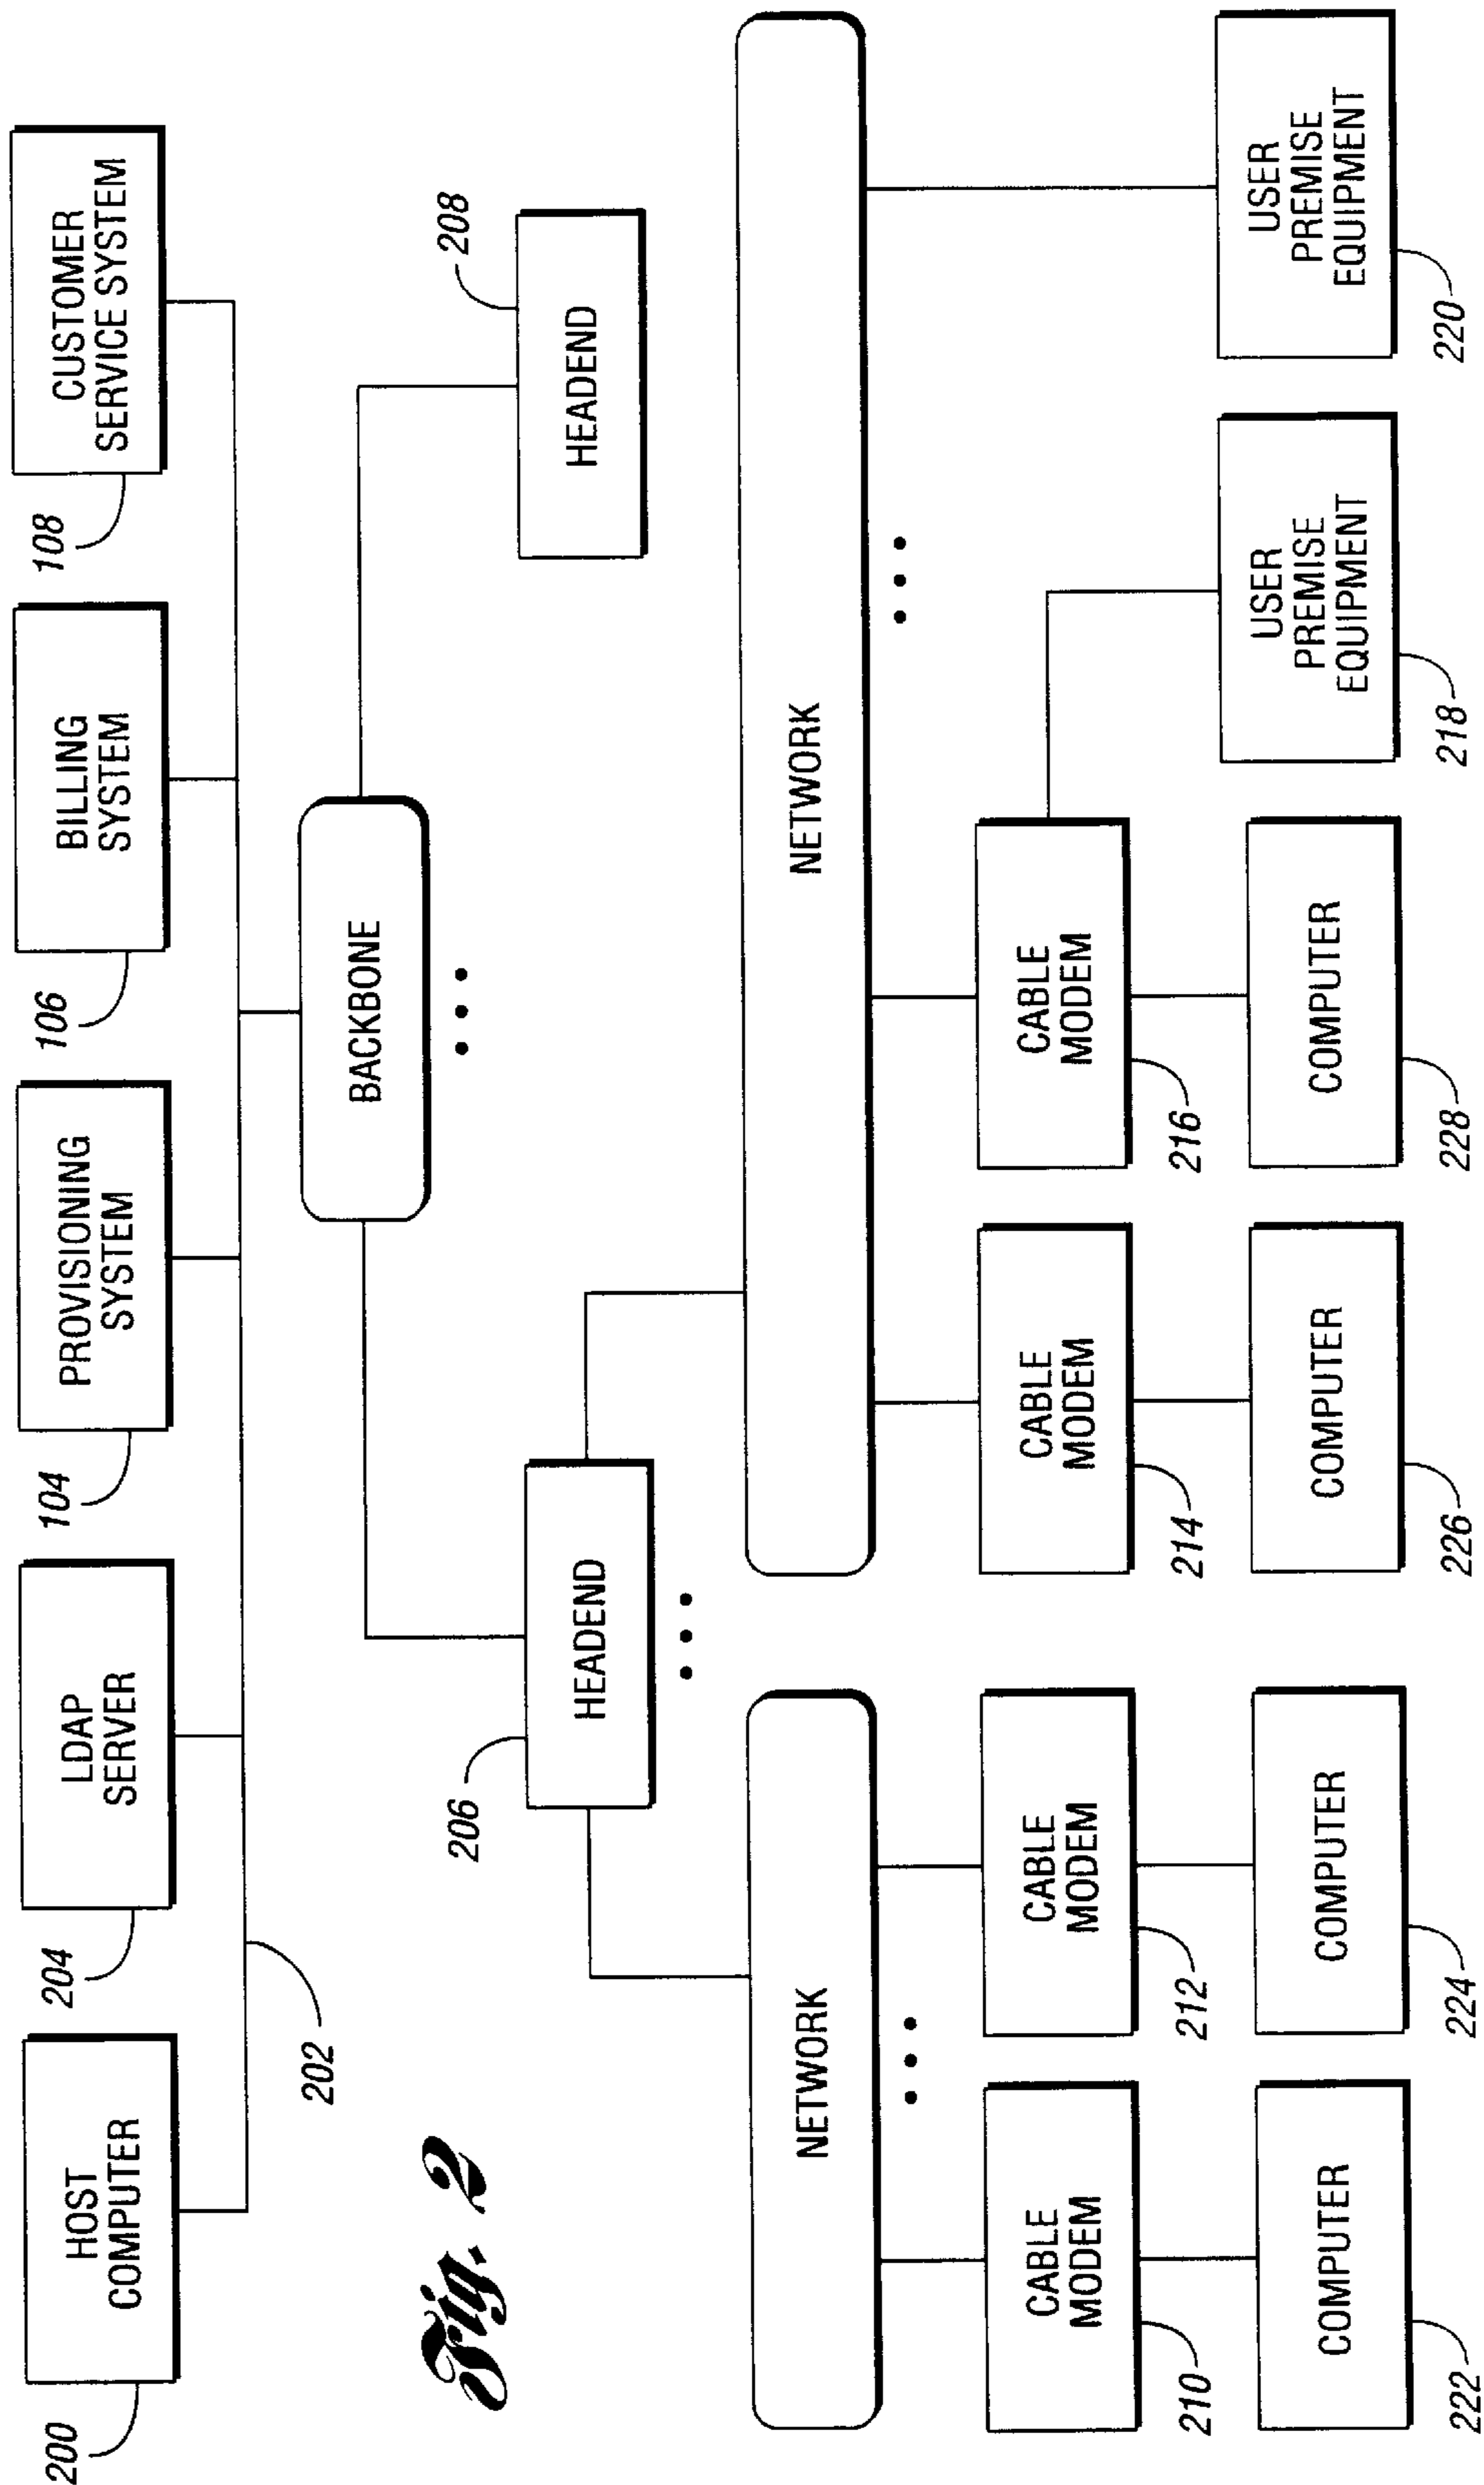 HOST
COMPUTER
200
LDAP
SERVER
204
PROVISIONING
SYSTEM
104
BILLING
SYSTEM
106
CUSTOMER
SERVICE SYSTEM
108
202
BACKBONE
Fig. 2
HEADEND
206
HEADEND
208
NETWORK
NETWORK
CABLE
MODEM
210
CABLE
MODEM
212
CABLE
MODEM
214
CABLE
MODEM
216
COMPUTER
222
COMPUTER
224
COMPUTER
226
COMPUTER
228
USER
PREMISE
EQUIPMENT
218
USER
PREMISE
EQUIPMENT
220